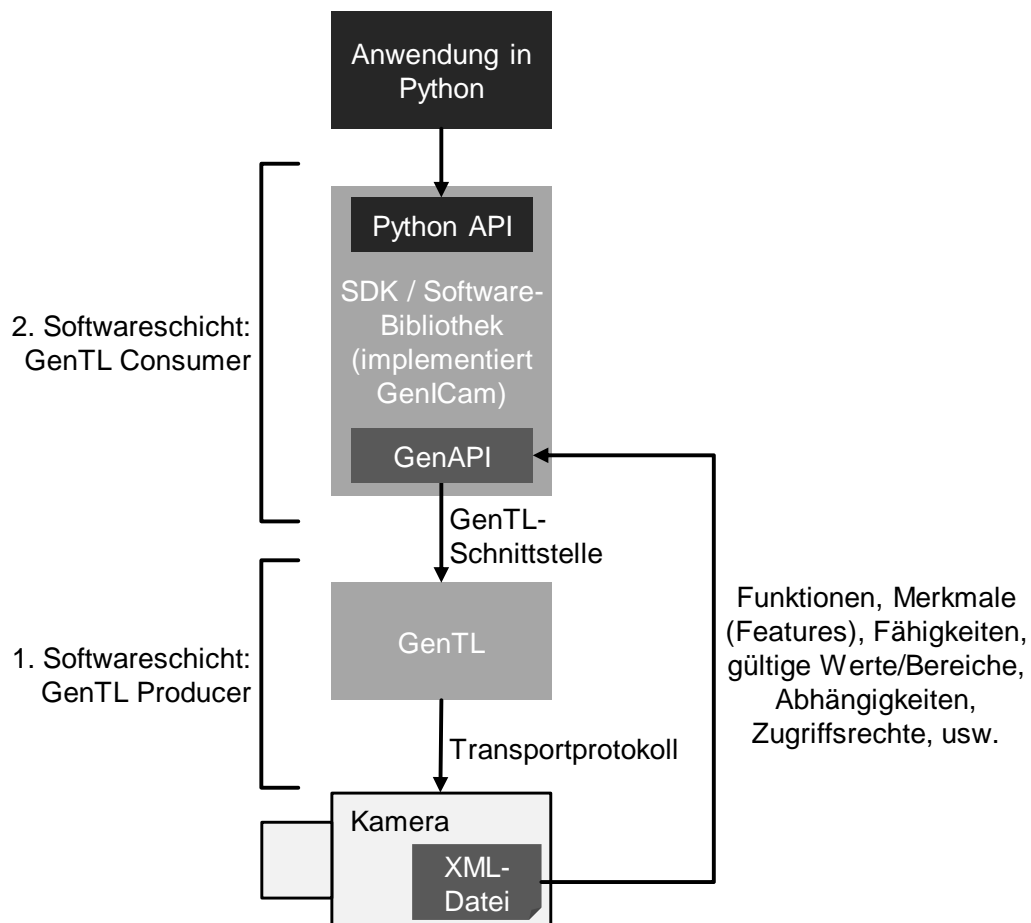 Anwendung in
Python
Python API
SDK / Software-
Bibliothek
(implementiert
GenICam)
2. Softwareschicht:
GenTL Consumer
GenAPI
GenTL-
Schnittstelle
Funktionen, Merkmale
(Features), Fähigkeiten,
gültige Werte/Bereiche,
Abhängigkeiten,
Zugriffsrechte, usw.
GenTL
1. Softwareschicht:
GenTL Producer
Transportprotokoll
Kamera
XML-
Datei